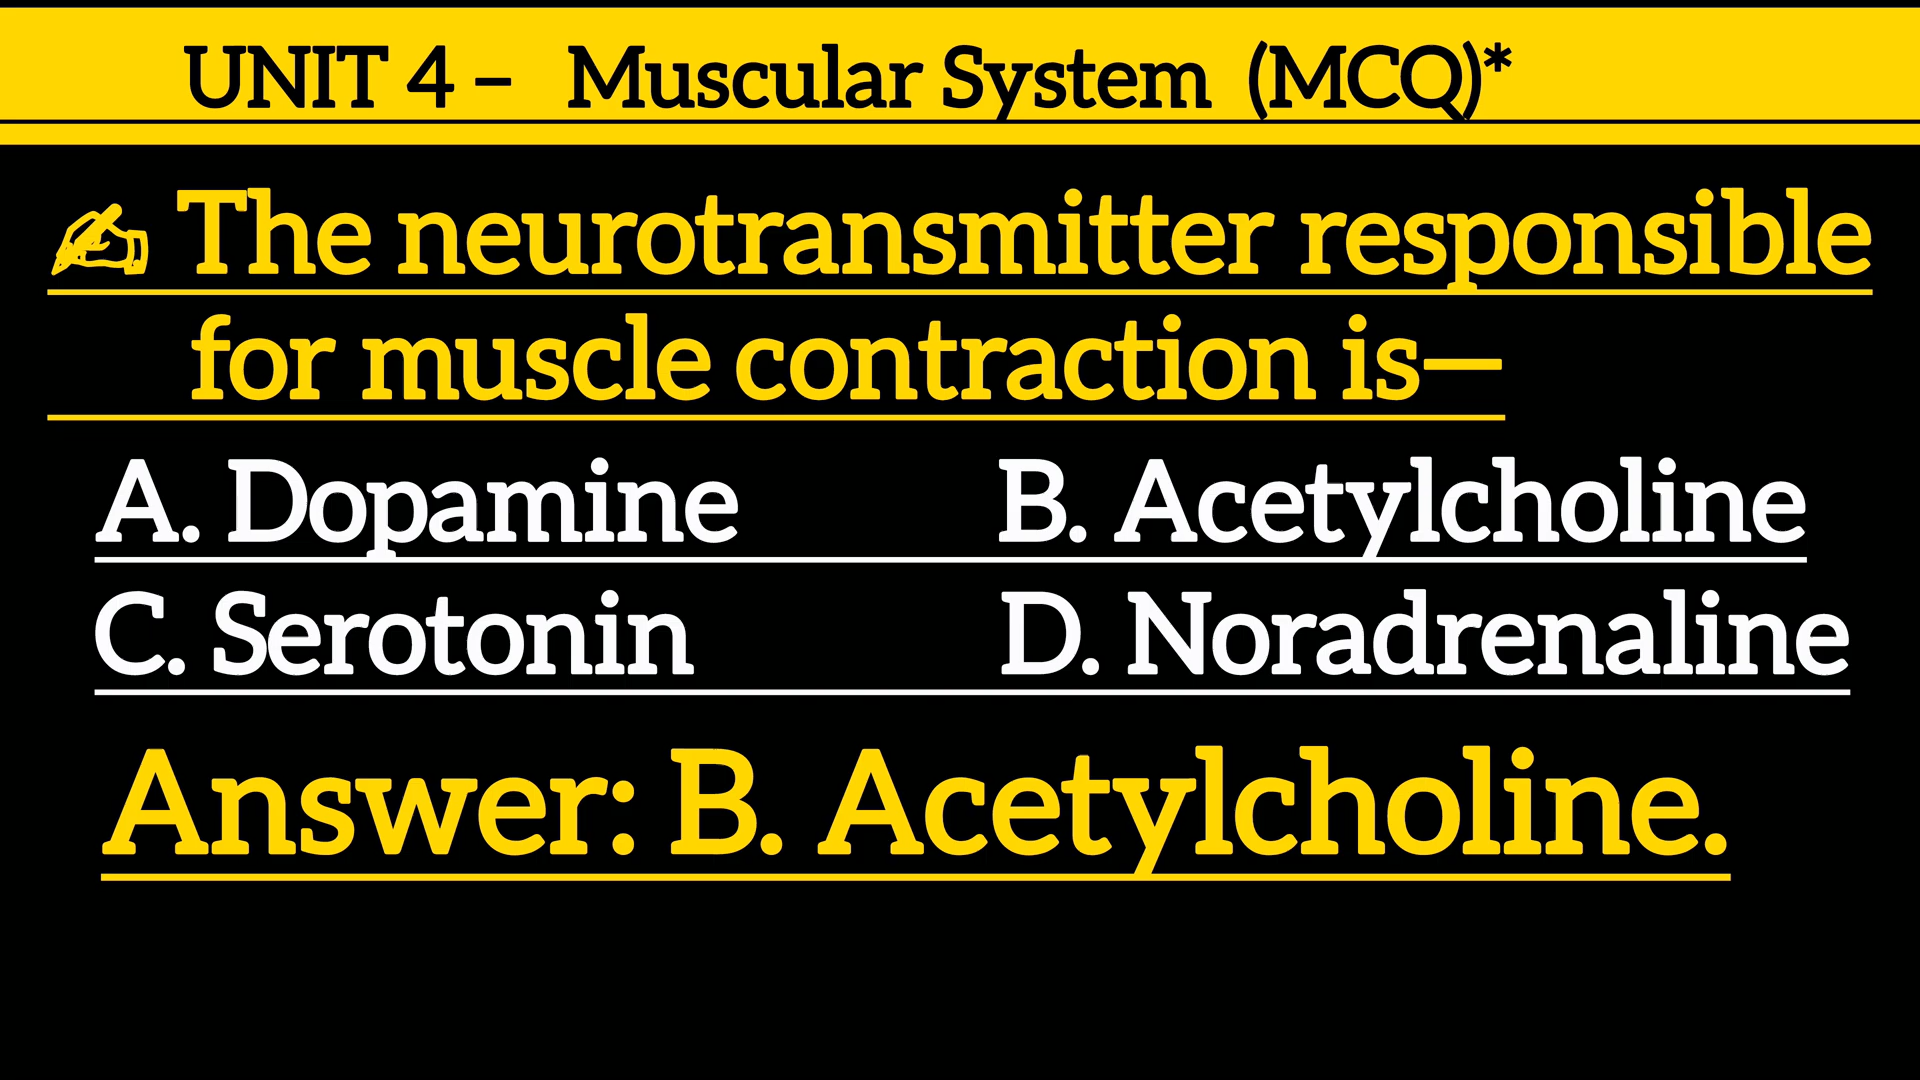 UNIT 4 – Muscular System (MCQ)*
✍ The neurotransmitter responsible
for muscle contraction is—
A. Dopamine B. Acetylcholine
C. Serotonin D. Noradrenaline
Answer: B. Acetylcholine.